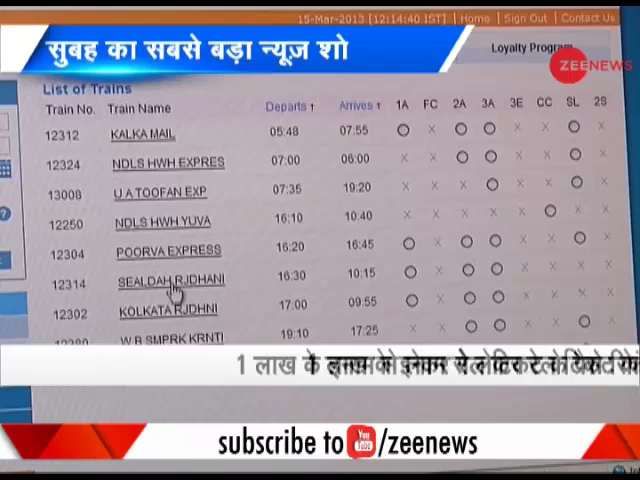 15-Mar-2013 [12:14:40 IST] Home Sign Out Contact Us
सुबह का सबसे बड़ा न्यूज़ शो
Loyalty Program
ZEENEWS
List of Trains
Train No. Train Name Departs ↑ Arrives ↑ 1A FC 2A 3A 3E CC SL 2S
12312 KALKA MAIL 05:48 07:55 O X O O X X O X
12324 NDLS HWH EXPRES 07:00 06:00 X X O O X X O X
13008 U A TOOFAN EXP 07:35 19:20 X X X O X X O X
12250 NDLS HWH YUVA 16:10 10:40 X X X X X O X X
12304 POORVA EXPRESS 16:20 16:45 O X O O X X O X
12314 SEALDAH RJDHANI 16:30 10:15 O X O O X X X X
12302 KOLKATA RJDHNI 17:00 09:55 O X O O X X X X
W B SMPRK KRNTI 19:10 17:25 X X O O X X O X
1 लाख के
subscribe to You Tube /zeenews